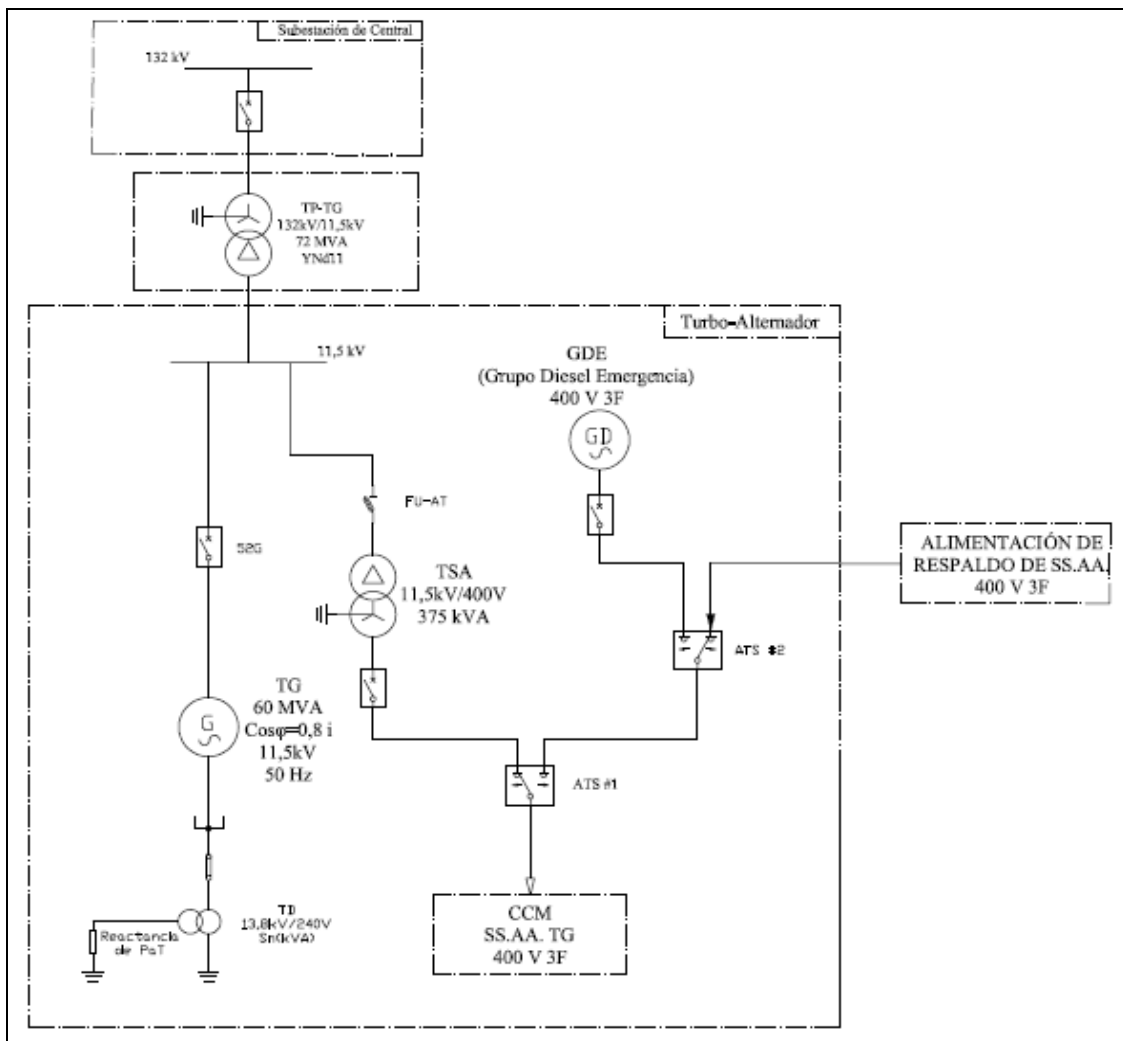 Subestación de Central
132 kV
TP-TG
132kV/11,5kV
72 MVA
YNd11
Turbo-Alternador
11,5 kV
GDE
(Grupo Diesel Emergencia)
400 V 3F
GD
FU-AT
52G
ALIMENTACIÓN DE
RESPALDO DE SS.AA.
400 V 3F
TSA
11,5kV/400V
375 kVA
ATS #2
TG
60 MVA
Cosφ=0,8 i
11,5kV
50 Hz
G
ATS #1
TD
13,8kV/240V
Sn(kVA)
Reactancia
de PaT
CCM
SS.AA. TG
400 V 3F